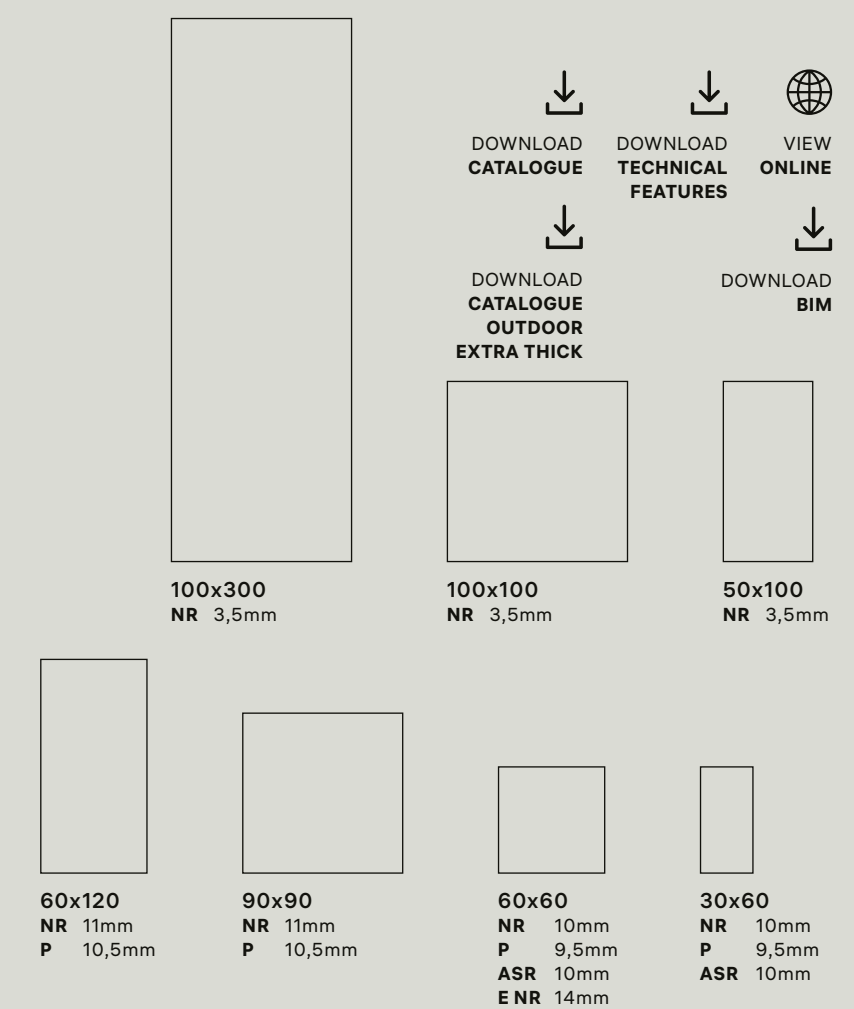 DOWNLOAD
CATALOGUE
DOWNLOAD
TECHNICAL
FEATURES
VIEW
ONLINE
DOWNLOAD
CATALOGUE
OUTDOOR
EXTRA THICK
DOWNLOAD
BIM
100x300
NR 3,5mm
100x100
NR 3,5mm
50x100
NR 3,5mm
60x120
NR 11mm
P 10,5mm
90x90
NR 11mm
P 10,5mm
60x60
NR 10mm
P 9,5mm
ASR 10mm
E NR 14mm
30x60
NR 10mm
P 9,5mm
ASR 10mm